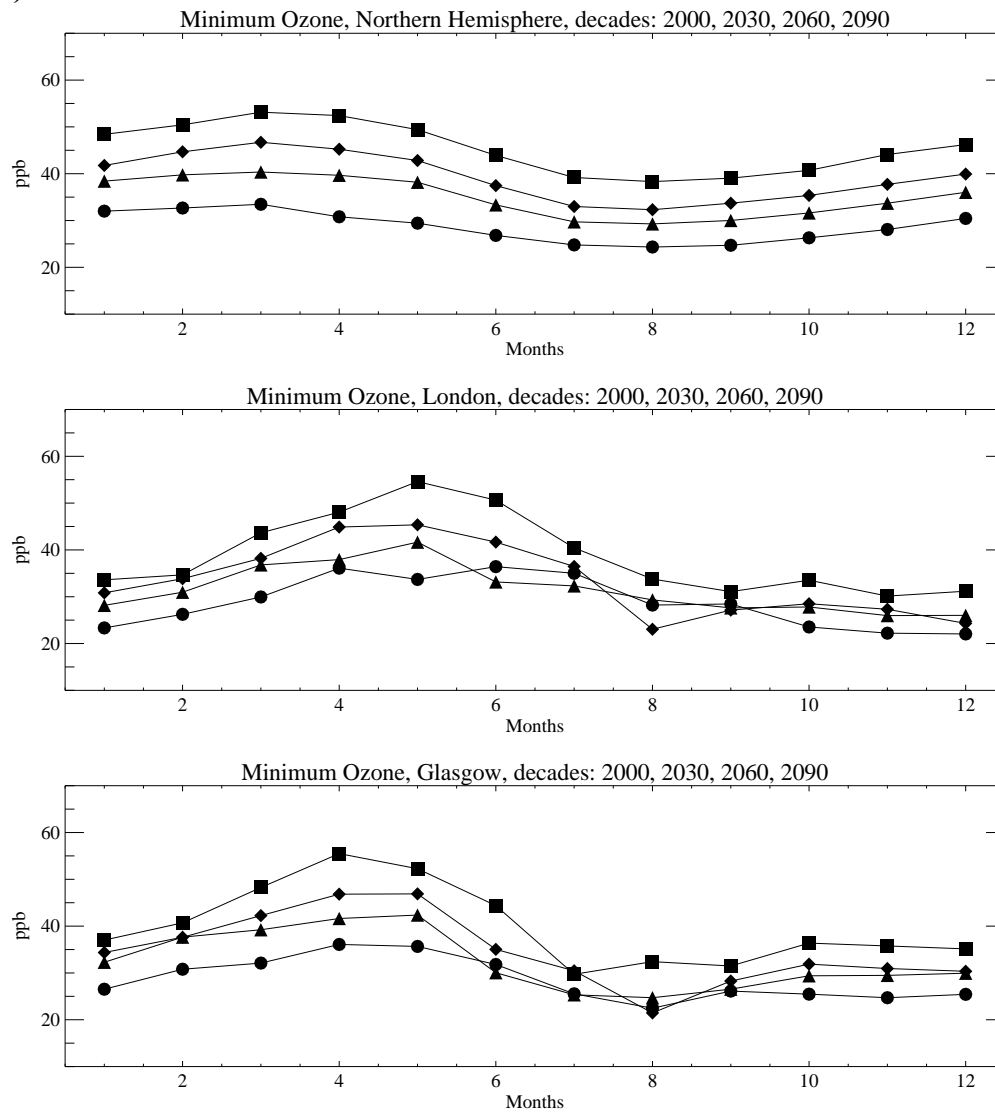 )
Minimum Ozone, Northern Hemisphere, decades: 2000, 2030, 2060, 2090
60
40
20
ppb
2 4 6 8 10 12
Months
Minimum Ozone, London, decades: 2000, 2030, 2060, 2090
60
40
20
ppb
2 4 6 8 10 12
Months
Minimum Ozone, Glasgow, decades: 2000, 2030, 2060, 2090
60
40
20
ppb
2 4 6 8 10 12
Months